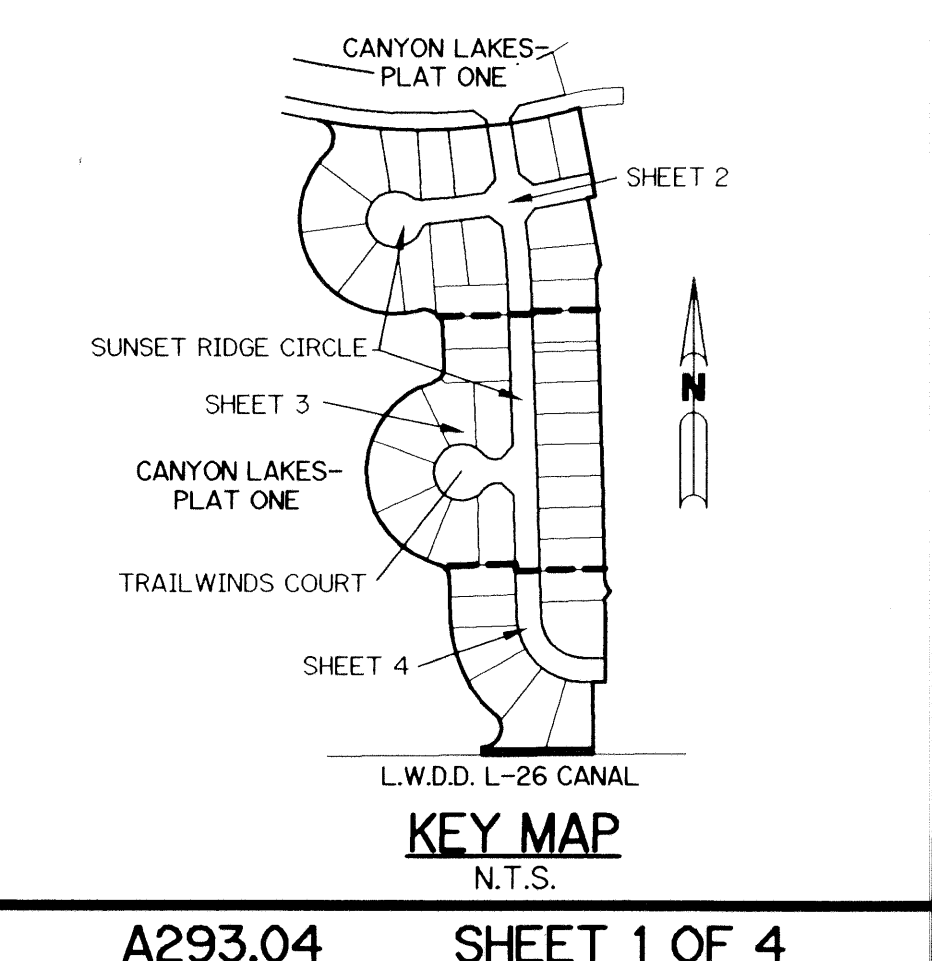 CANYON LAKES-
PLAT ONE
SHEET 2
SUNSET RIDGE CIRCLE
SHEET 3
N
CANYON LAKES-
PLAT ONE
TRAILWINDS COURT
SHEET 4
L.W.D.D. L-26 CANAL
KEY MAP
N.T.S.
A293.04 SHEET 1 OF 4